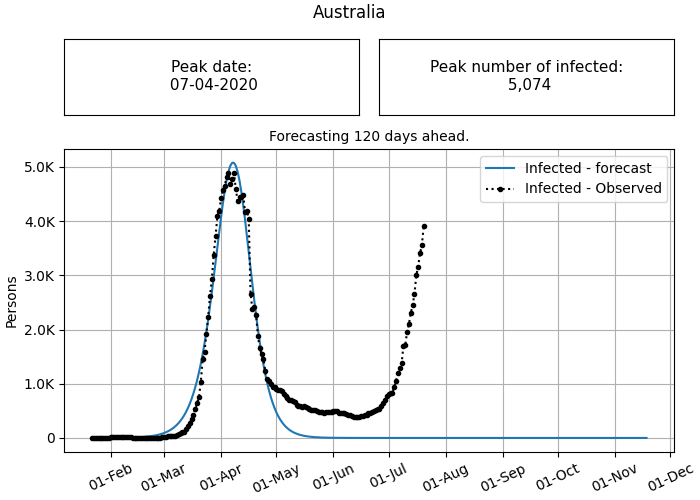 Australia
Peak date:
07-04-2020
Peak number of infected:
5,074
Forecasting 120 days ahead.
Infected - forecast
Infected - Observed
5.0K
4.0K
3.0K
2.0K
1.0K
0
Persons
01-Feb
01-Mar
01-Apr
01-May
01-Jun
01-Jul
01-Aug
01-Sep
01-Oct
01-Nov
01-Dec